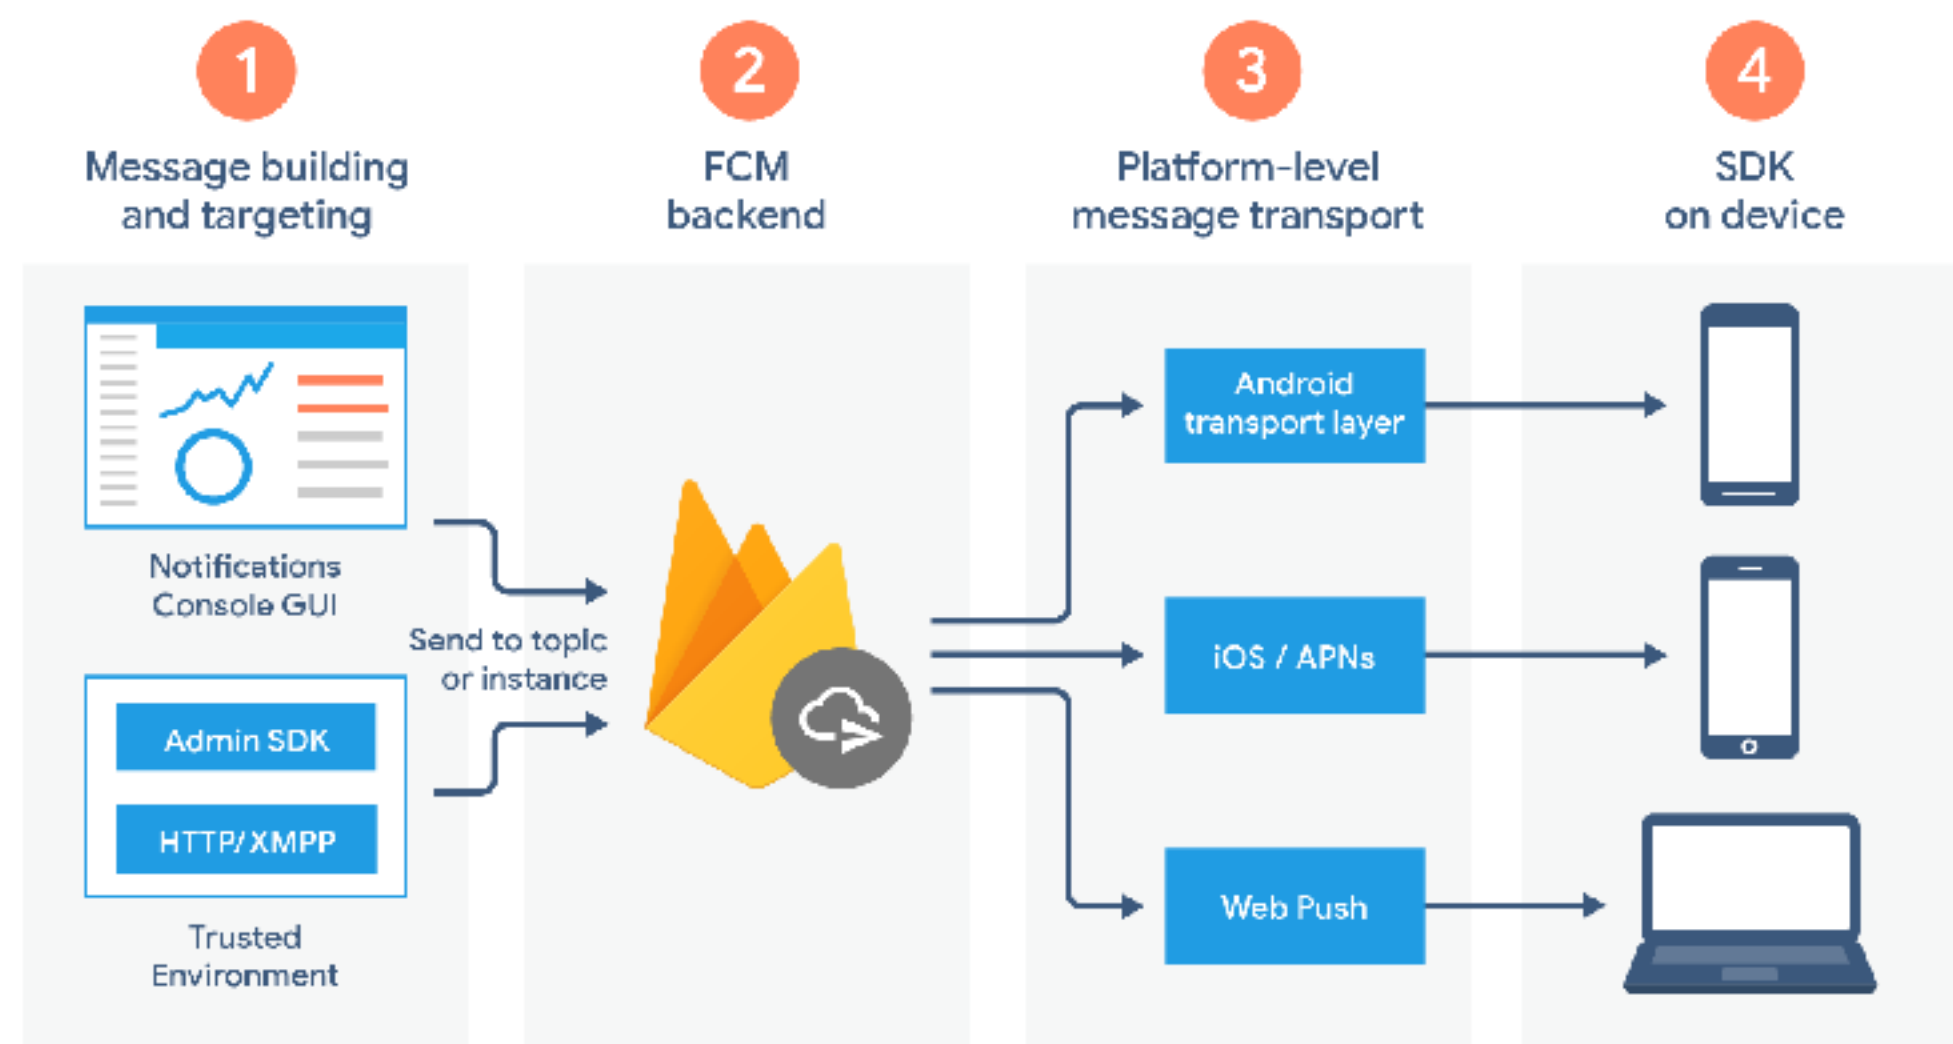 1
Message building
and targeting
2
FCM
backend
3
Platform-level
message transport
4
SDK
on device
Notifications
Console GUI
Send to topic
or instance
Admin SDK
HTTP/XMPP
Trusted
Environment
Android
transport layer
iOS / APNs
Web Push